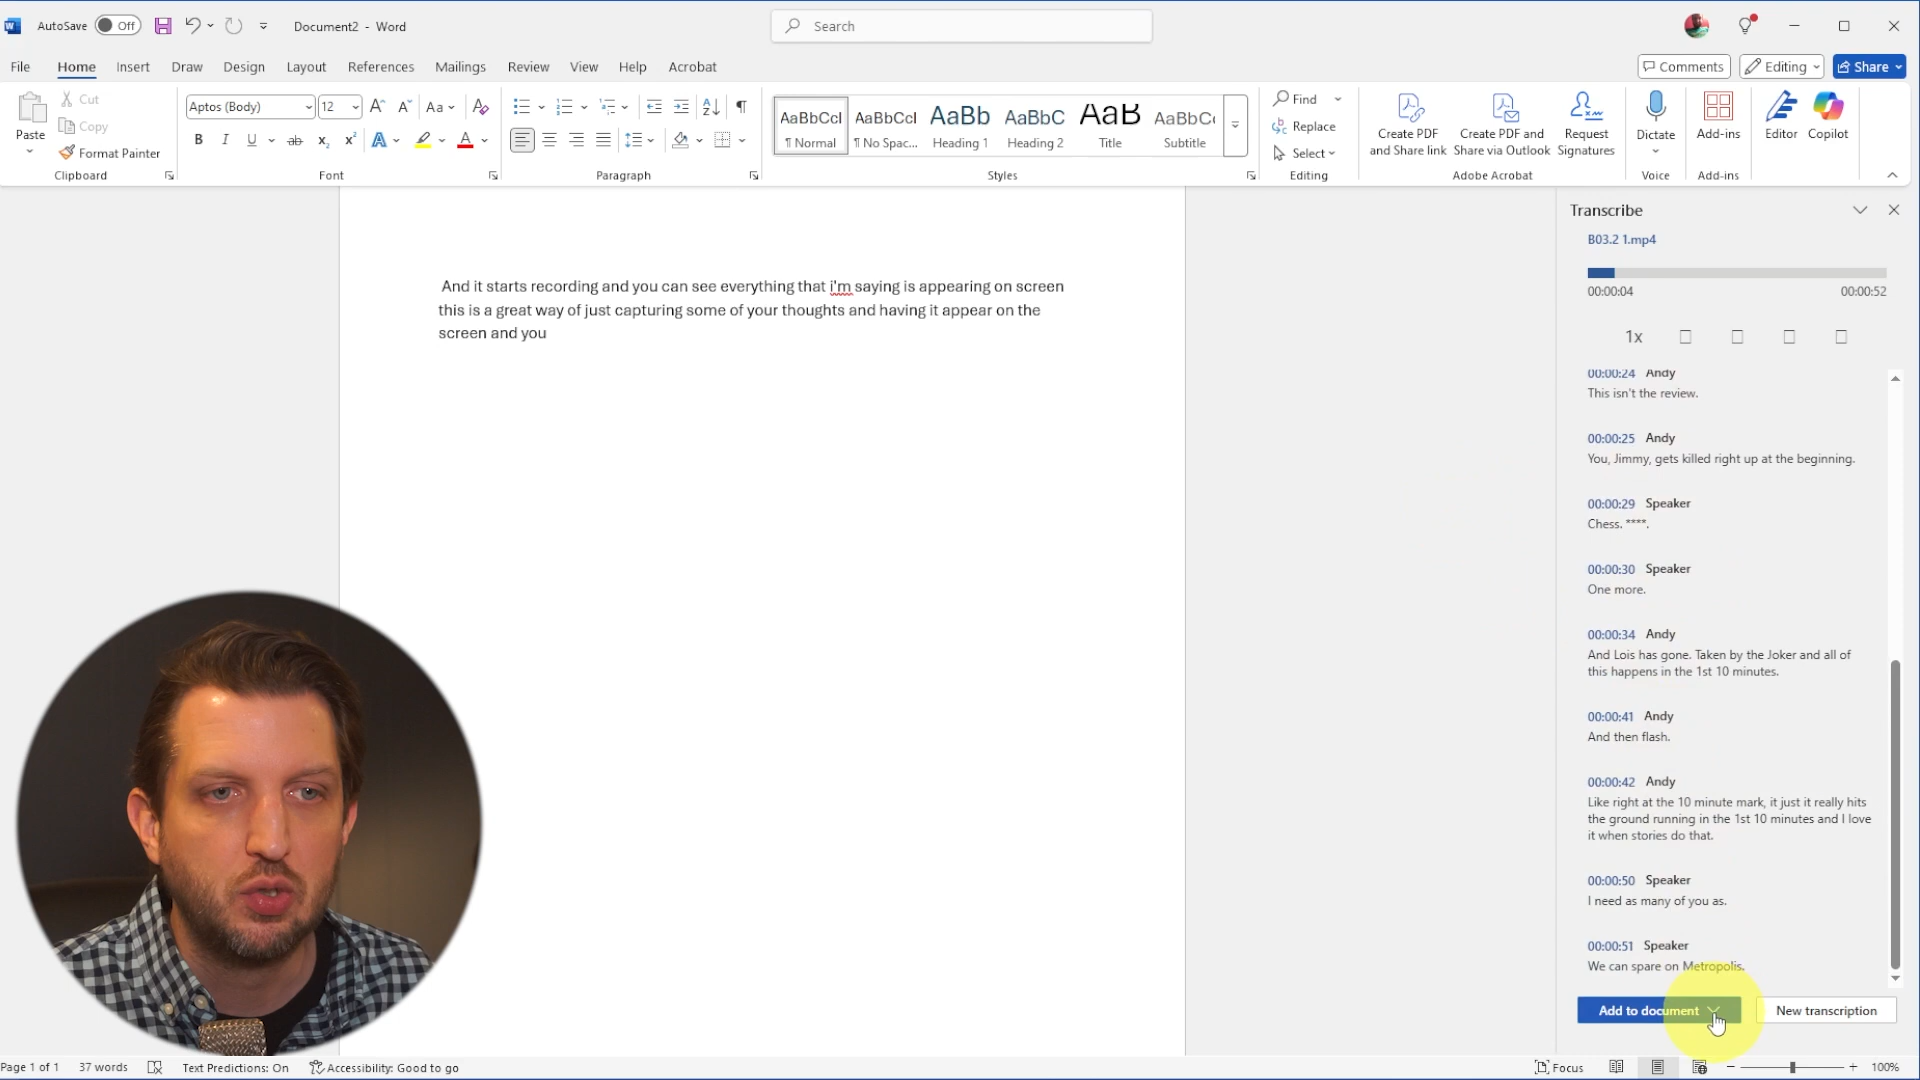 AutoSave Off Document2 - Word Search
File Home Insert Draw Design Layout References Mailings Review View Help Acrobat Comments Editing Share
Paste
Cut
Copy
Format Painter
Clipboard
Aptos (Body) 12
Font
Paragraph
AaBbCcI AaBbCcI AaBb AaBbC AaB AaBbCc
¶ Normal ¶ No Spac... Heading 1 Heading 2 Title Subtitle
Styles
Find
Replace
Select
Editing
Create PDF
and Share link
Create PDF and
Share via Outlook
Request
Signatures
Adobe Acrobat
Dictate
Voice
Add-ins
Add-ins
Editor
Copilot
And it starts recording and you can see everything that i'm saying is appearing on screen
this is a great way of just capturing some of your thoughts and having it appear on the
screen and you
Transcribe
B03.2 1.mp4
00:00:04 00:00:52
1x
00:00:24 Andy
This isn't the review.
00:00:25 Andy
You, Jimmy, gets killed right up at the beginning.
00:00:29 Speaker
Chess. ****.
00:00:30 Speaker
One more.
00:00:34 Andy
And Lois has gone. Taken by the Joker and all of
this happens in the 1st 10 minutes.
00:00:41 Andy
And then flash.
00:00:42 Andy
Like right at the 10 minute mark, it just it really hits
the ground running in the 1st 10 minutes and I love
it when stories do that.
00:00:50 Speaker
I need as many of you as.
00:00:51 Speaker
We can spare on Metropolis.
Add to document New transcription
Page 1 of 1 37 words Text Predictions: On Accessibility: Good to go Focus 100%